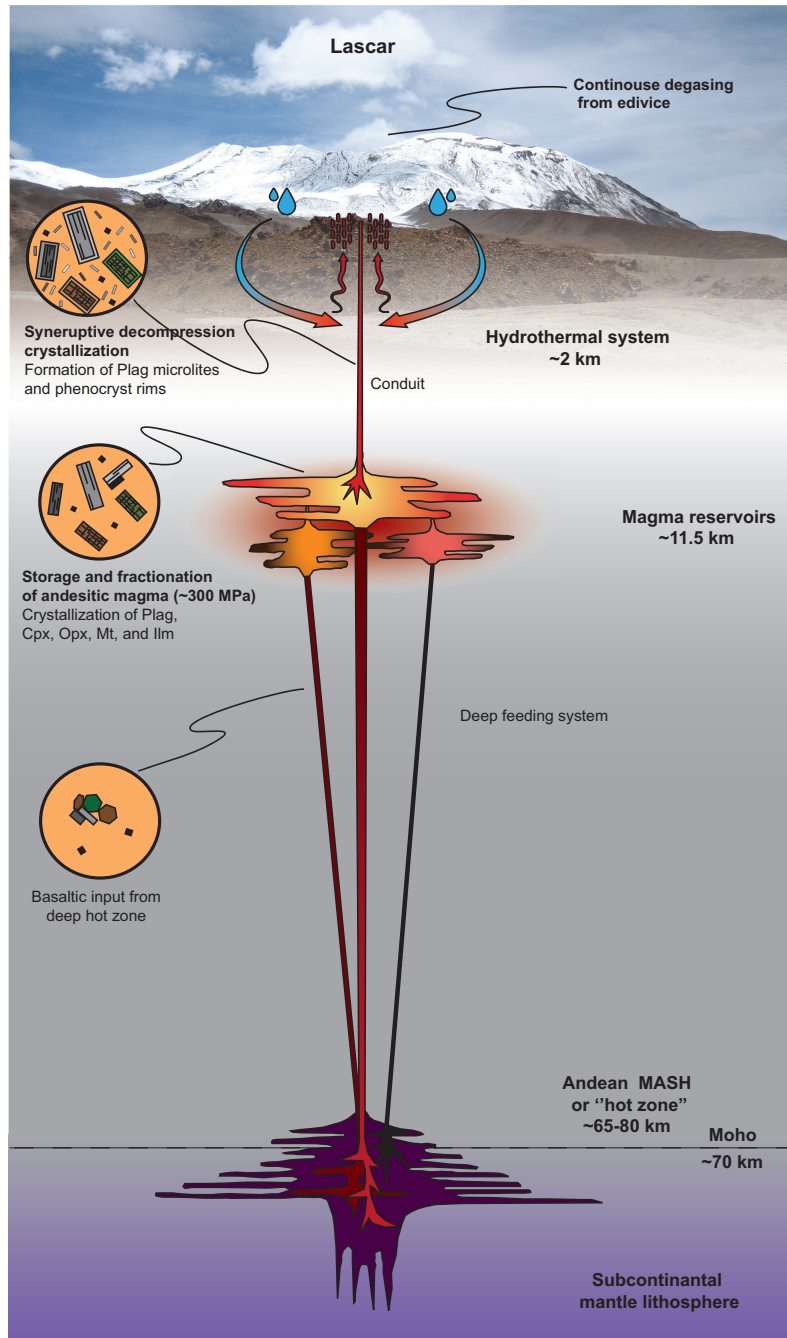 Lascar
Continouse degasing
from edivice
Syneruptive decompression
crystallization
Formation of Plag microlites
and phenocryst rims
Hydrothermal system
~2 km
Conduit
Magma reservoirs
~11.5 km
Storage and fractionation
of andesitic magma (~300 MPa)
Crystallization of Plag,
Cpx, Opx, Mt, and Ilm
Deep feeding system
Basaltic input from
deep hot zone
Andean MASH
or ‘‘hot zone’’
~65-80 km
Moho
~70 km
Subcontinantal
mantle lithosphere